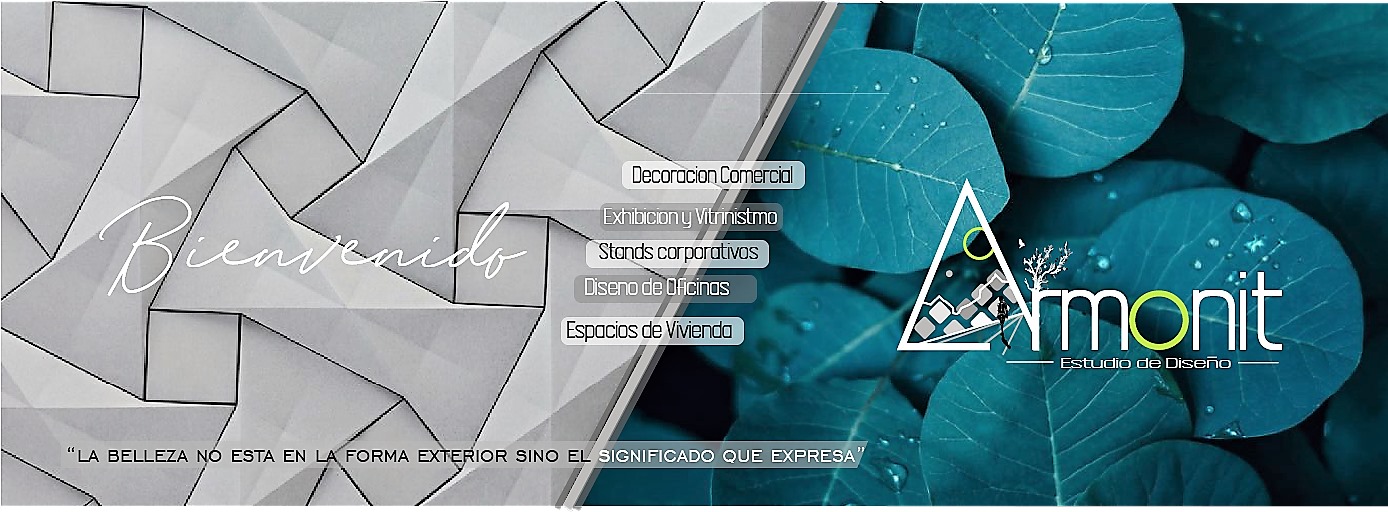 Bienvenido
Decoracion Comercial
Exhibicion y Vitrinistmo
Stands corporativos
Diseno de Oficinas
Espacios de Vivienda
Armonit
Estudio de Diseño
“LA BELLEZA NO ESTA EN LA FORMA EXTERIOR SINO EL SIGNIFICADO QUE EXPRESA”